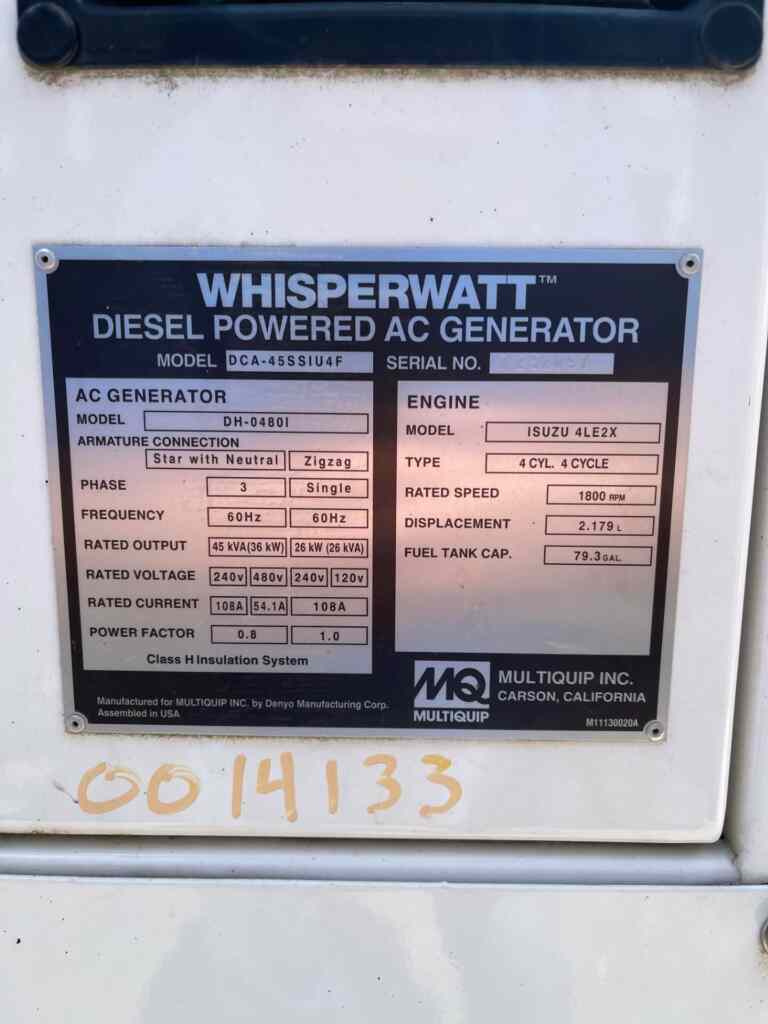 WHISPERWATT™
DIESEL POWERED AC GENERATOR
MODEL DCA-45SSIU4F SERIAL NO.
AC GENERATOR
MODEL DH-0480I
ARMATURE CONNECTION
Star with Neutral Zigzag
PHASE 3 Single
FREQUENCY 60Hz 60Hz
RATED OUTPUT 45 kVA(36 kW) 26 kW (26 kVA)
RATED VOLTAGE 240v 480v 240v 120v
RATED CURRENT 108A 54.1A 108A
POWER FACTOR 0.8 1.0
Class H Insulation System
ENGINE
MODEL ISUZU 4LE2X
TYPE 4 CYL. 4 CYCLE
RATED SPEED 1800 RPM
DISPLACEMENT 2.179 L
FUEL TANK CAP. 79.3 GAL.
Manufactured for MULTIQUIP INC. by Denyo Manufacturing Corp.
Assembled in USA
MQ
MULTIQUIP
MULTIQUIP INC.
CARSON, CALIFORNIA
M11130020A
0014133